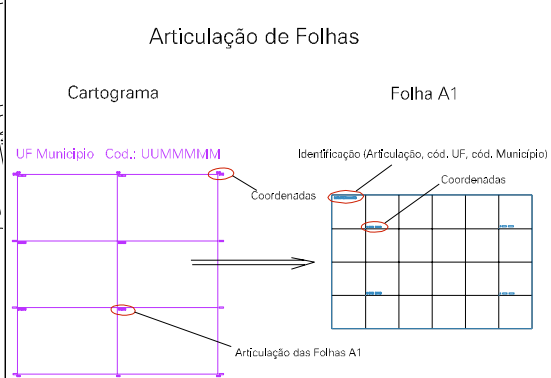 Articulação de Folhas
Cartograma
Folha A1
UF Municipio Cod.: UUMMMMM
Identificação (Articulação, cód. UF, cód. Município)
Coordenadas
Coordenadas
Articulação das Folhas A1